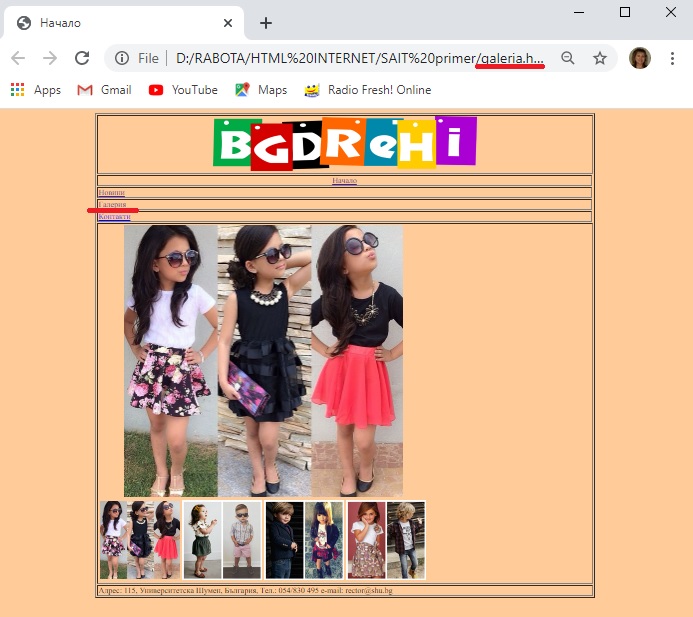 Начало
File D:/RABOTA/HTML%20INTERNET/SAIT%20primer/galeria.h...
Apps Gmail YouTube Maps Radio Fresh! Online
BGDReHi
Начало
Новини
Галерия
Контакти
Адрес: 115, Университетска Шумен, България, Тел.: 054/830 495 e-mail: rector@shu.bg